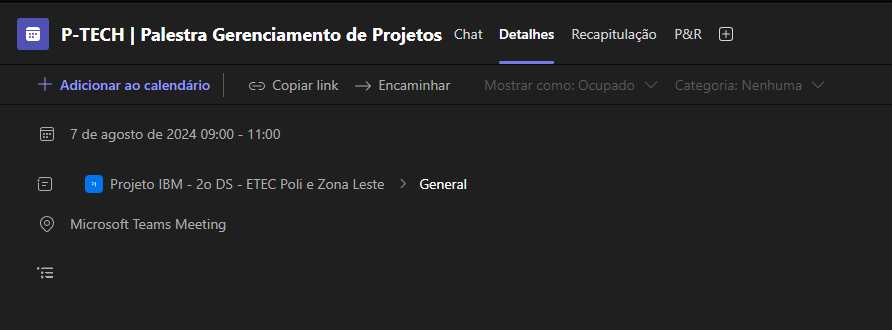 P-TECH | Palestra Gerenciamento de Projetos Chat Detalhes Recapitulação P&R
Adicionar ao calendário Copiar link Encaminhar Mostrar como: Ocupado Categoria: Nenhuma
7 de agosto de 2024 09:00 - 11:00
Projeto IBM - 2o DS - ETEC Poli e Zona Leste > General
Microsoft Teams Meeting